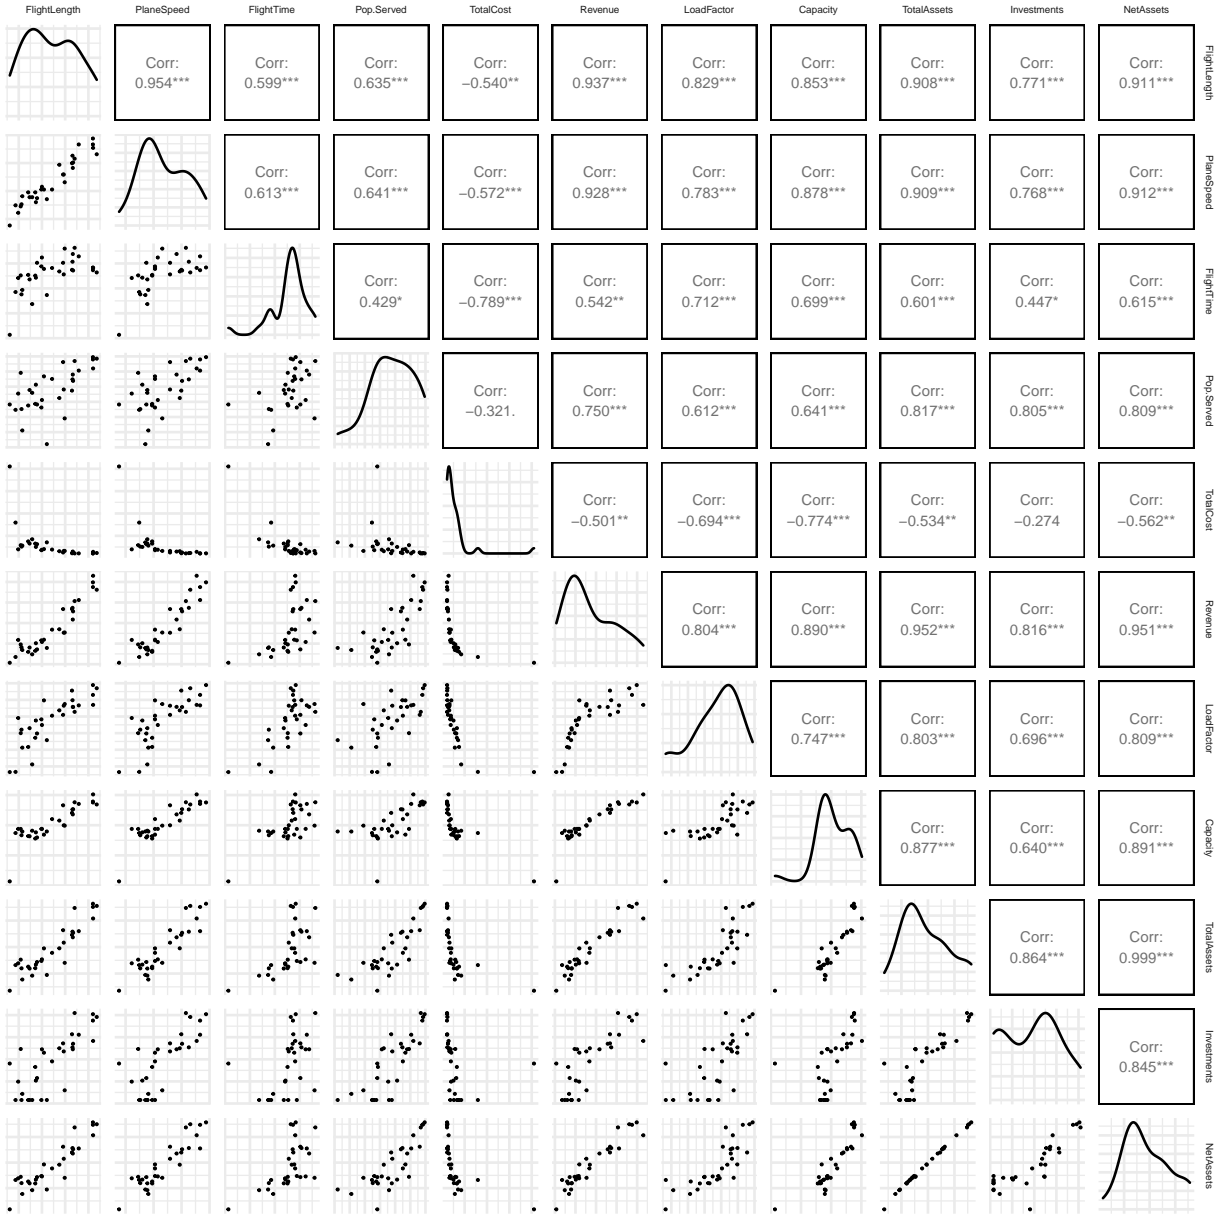 FlightLength PlaneSpeed FlightTime Pop.Served TotalCost Revenue LoadFactor Capacity TotalAssets Investments NetAssets
Corr: Corr: Corr: Corr: Corr: Corr: Corr: Corr: Corr: Corr:
0.954*** 0.599*** 0.635*** −0.540** 0.937*** 0.829*** 0.853*** 0.908*** 0.771*** 0.911***
FlightLength
Corr: Corr: Corr: Corr: Corr: Corr: Corr: Corr: Corr:
0.613*** 0.641*** −0.572*** 0.928*** 0.783*** 0.878*** 0.909*** 0.768*** 0.912***
PlaneSpeed
Corr: Corr: Corr: Corr: Corr: Corr: Corr: Corr:
0.429* −0.789*** 0.542** 0.712*** 0.699*** 0.601*** 0.447* 0.615***
FlightTime
Corr: Corr: Corr: Corr: Corr: Corr: Corr:
−0.321. 0.750*** 0.612*** 0.641*** 0.817*** 0.805*** 0.809***
Pop.Served
Corr: Corr: Corr: Corr: Corr: Corr:
−0.501** −0.694*** −0.774*** −0.534** −0.274 −0.562**
TotalCost
Corr: Corr: Corr: Corr: Corr:
0.804*** 0.890*** 0.952*** 0.816*** 0.951***
Revenue
Corr: Corr: Corr: Corr:
0.747*** 0.803*** 0.696*** 0.809***
LoadFactor
Corr: Corr: Corr:
0.877*** 0.640*** 0.891***
Capacity
Corr: Corr:
0.864*** 0.999***
TotalAssets
Corr:
0.845***
Investments
NetAssets